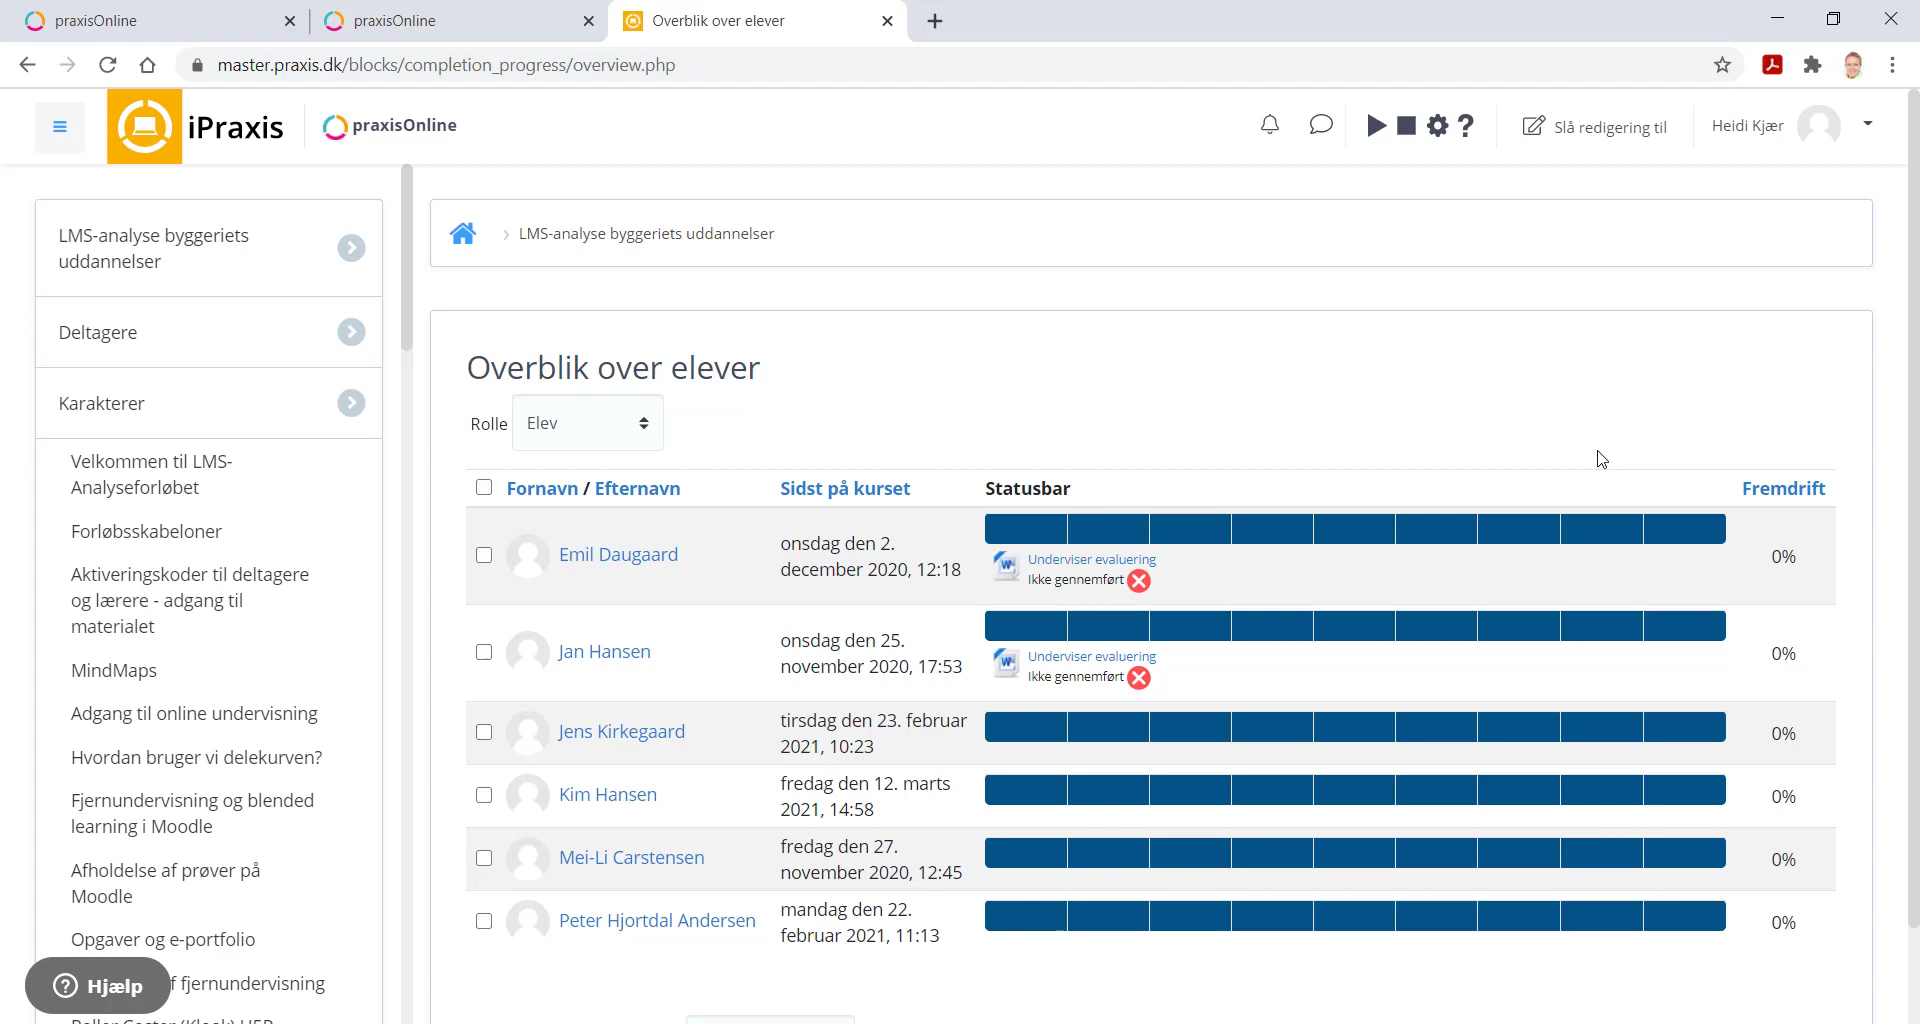 praxisOnline
praxisOnline
Overblik over elever
master.praxis.dk/blocks/completion_progress/overview.php
iPraxis
praxisOnline
Slå redigering til
Heidi Kjær
LMS-analyse byggeriets
uddannelser
Deltagere
Karakterer
Velkommen til LMS-
Analyseforløbet
Forløbsskabeloner
Aktiveringskoder til deltagere
og lærere - adgang til
materialet
MindMaps
Adgang til online undervisning
Hvordan bruger vi delekurven?
Fjernundervisning og blended
learning i Moodle
Afholdelse af prøver på
Moodle
Opgaver og e-portfolio
f fjernundervisning
Hjælp
LMS-analyse byggeriets uddannelser
Overblik over elever
Rolle Elev
Fornavn / Efternavn Sidst på kurset Statusbar Fremdrift
Emil Daugaard onsdag den 2.
december 2020, 12:18
Underviser evaluering
Ikke gennemført
0%
Jan Hansen onsdag den 25.
november 2020, 17:53
Underviser evaluering
Ikke gennemført
0%
Jens Kirkegaard tirsdag den 23. februar
2021, 10:23
0%
Kim Hansen fredag den 12. marts
2021, 14:58
0%
Mei-Li Carstensen fredag den 27.
november 2020, 12:45
0%
Peter Hjortdal Andersen mandag den 22.
februar 2021, 11:13
0%